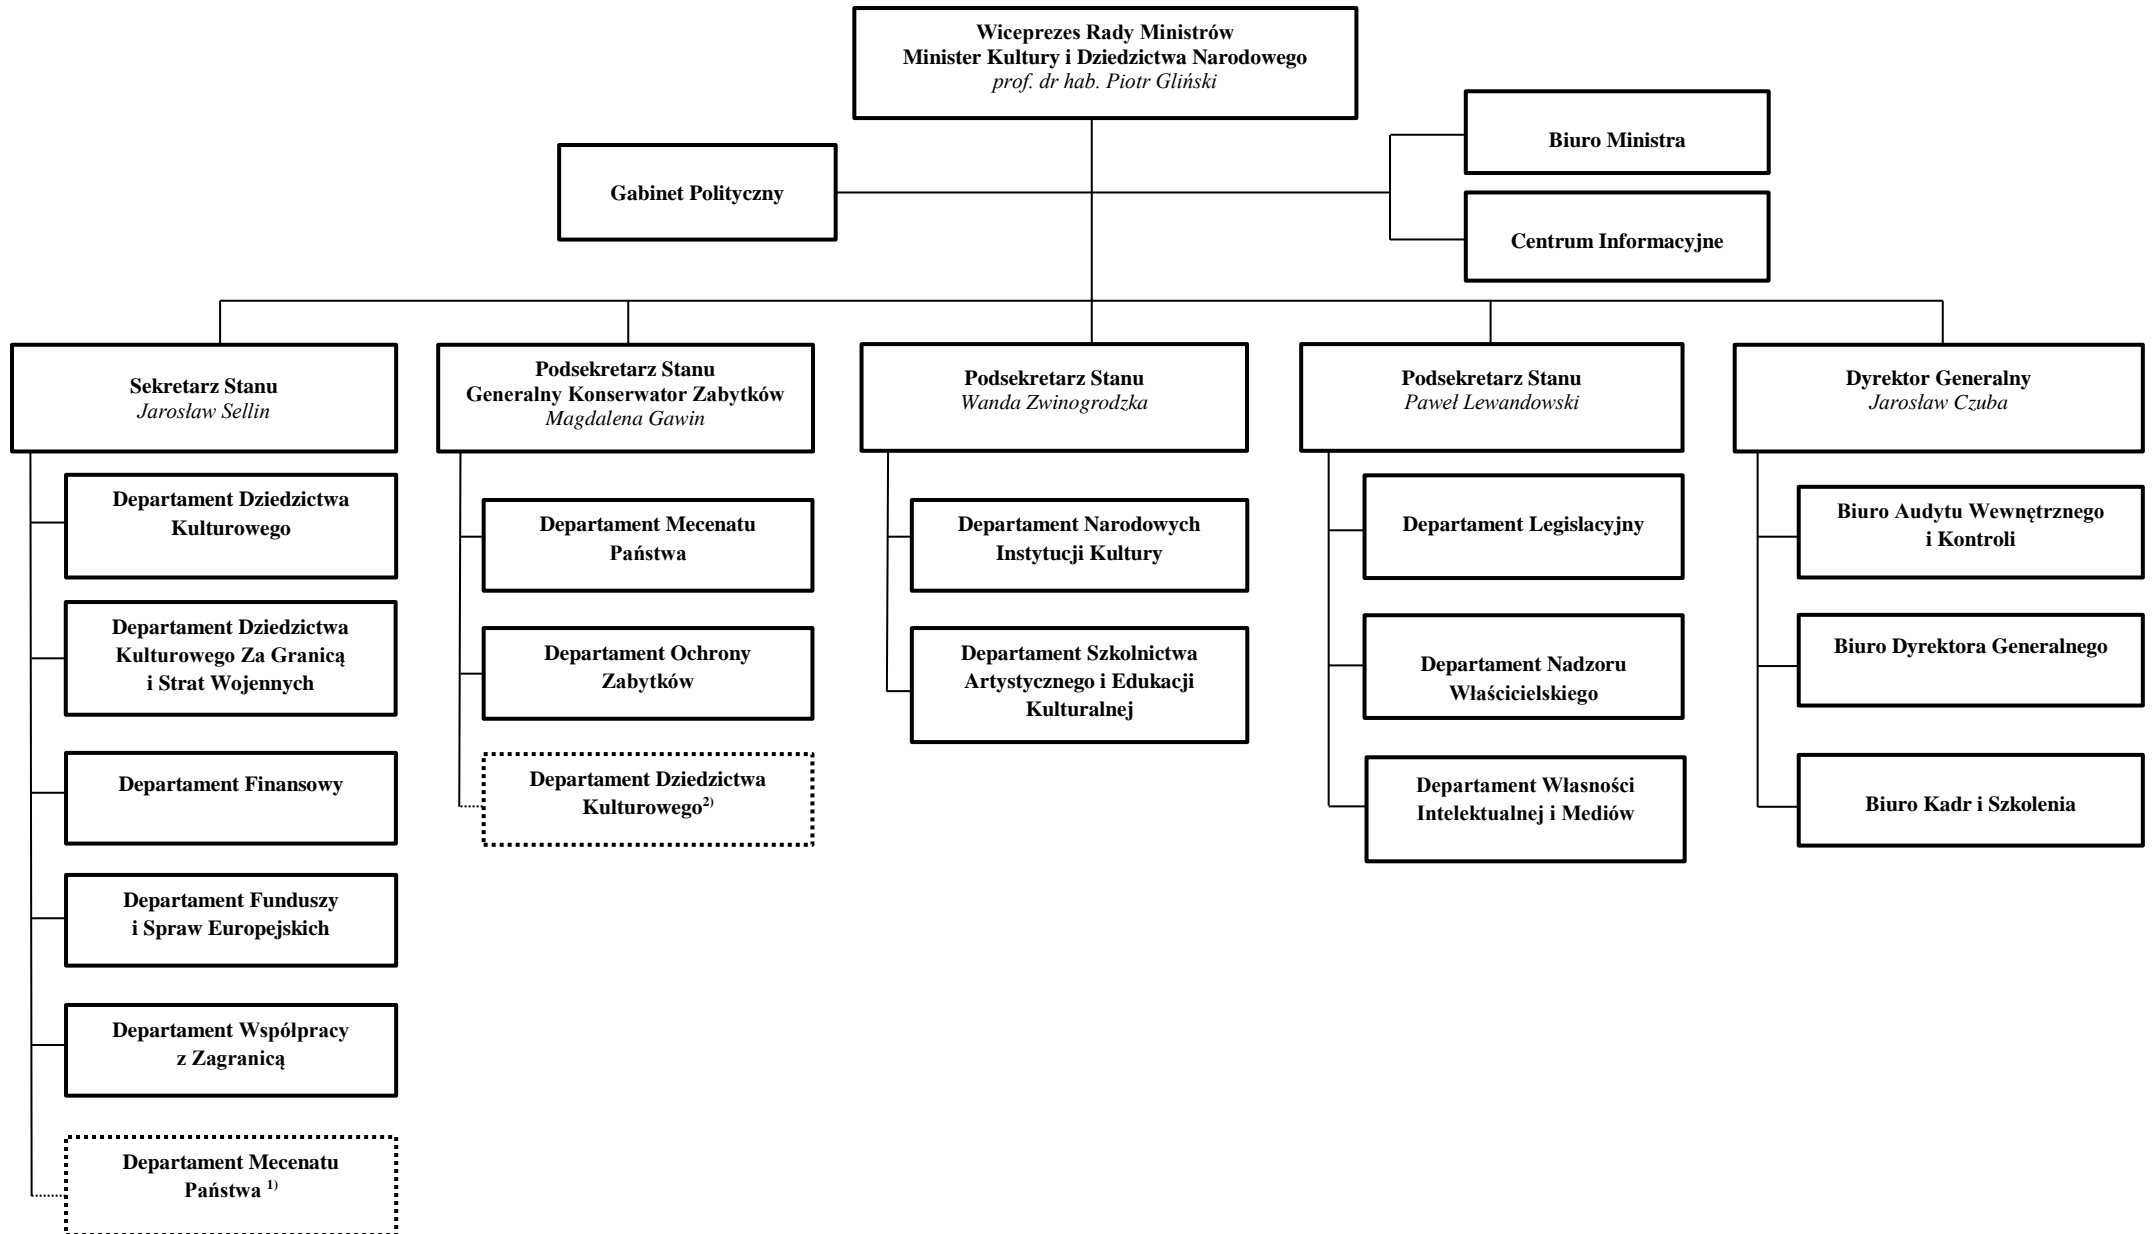 Wiceprezes Rady Ministrów
Minister Kultury i Dziedzictwa Narodowego
prof. dr hab. Piotr Gliński
Biuro Ministra
Gabinet Polityczny
Centrum Informacyjne
Sekretarz Stanu
Jarosław Sellin
Podsekretarz Stanu
Generalny Konserwator Zabytków
Magdalena Gawin
Podsekretarz Stanu
Wanda Zwinogrodzka
Podsekretarz Stanu
Paweł Lewandowski
Dyrektor Generalny
Jarosław Czuba
Departament Dziedzictwa
Kulturowego
Departament Dziedzictwa
Kulturowego Za Granicą
i Strat Wojennych
Departament Finansowy
Departament Funduszy
i Spraw Europejskich
Departament Współpracy
z Zagranicą
Departament Mecenatu
Państwa 1)
Departament Mecenatu
Państwa
Departament Ochrony
Zabytków
Departament Dziedzictwa
Kulturowego2)
Departament Narodowych
Instytucji Kultury
Departament Szkolnictwa
Artystycznego i Edukacji
Kulturalnej
Departament Legislacyjny
Departament Nadzoru
Właścicielskiego
Departament Własności
Intelektualnej i Mediów
Biuro Audytu Wewnętrznego
i Kontroli
Biuro Dyrektora Generalnego
Biuro Kadr i Szkolenia